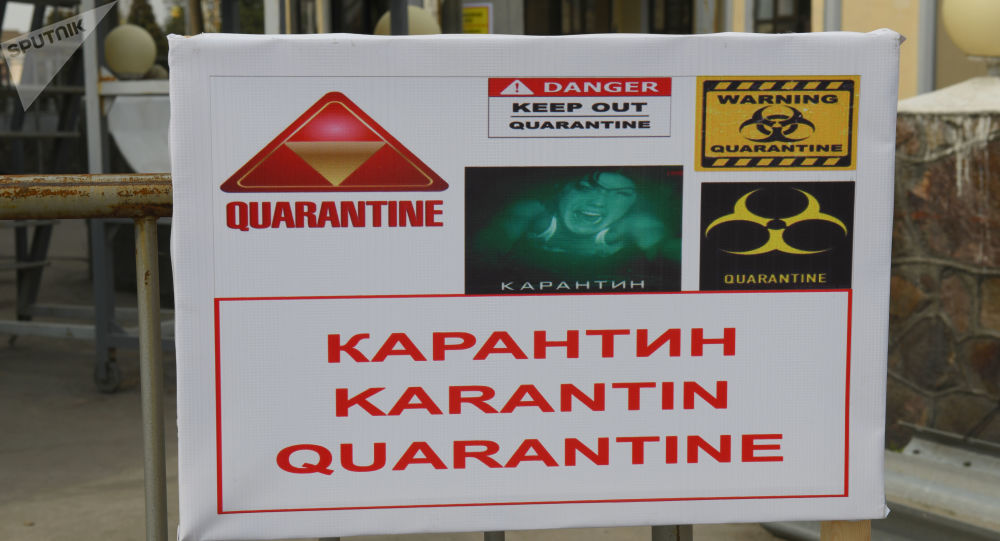 SPUTNIK
QUARANTINE
DANGER
KEEP OUT
QUARANTINE
WARNING
QUARANTINE
КАРАНТИН
QUARANTINE
КАРАНТИН
KARANTIN
QUARANTINE